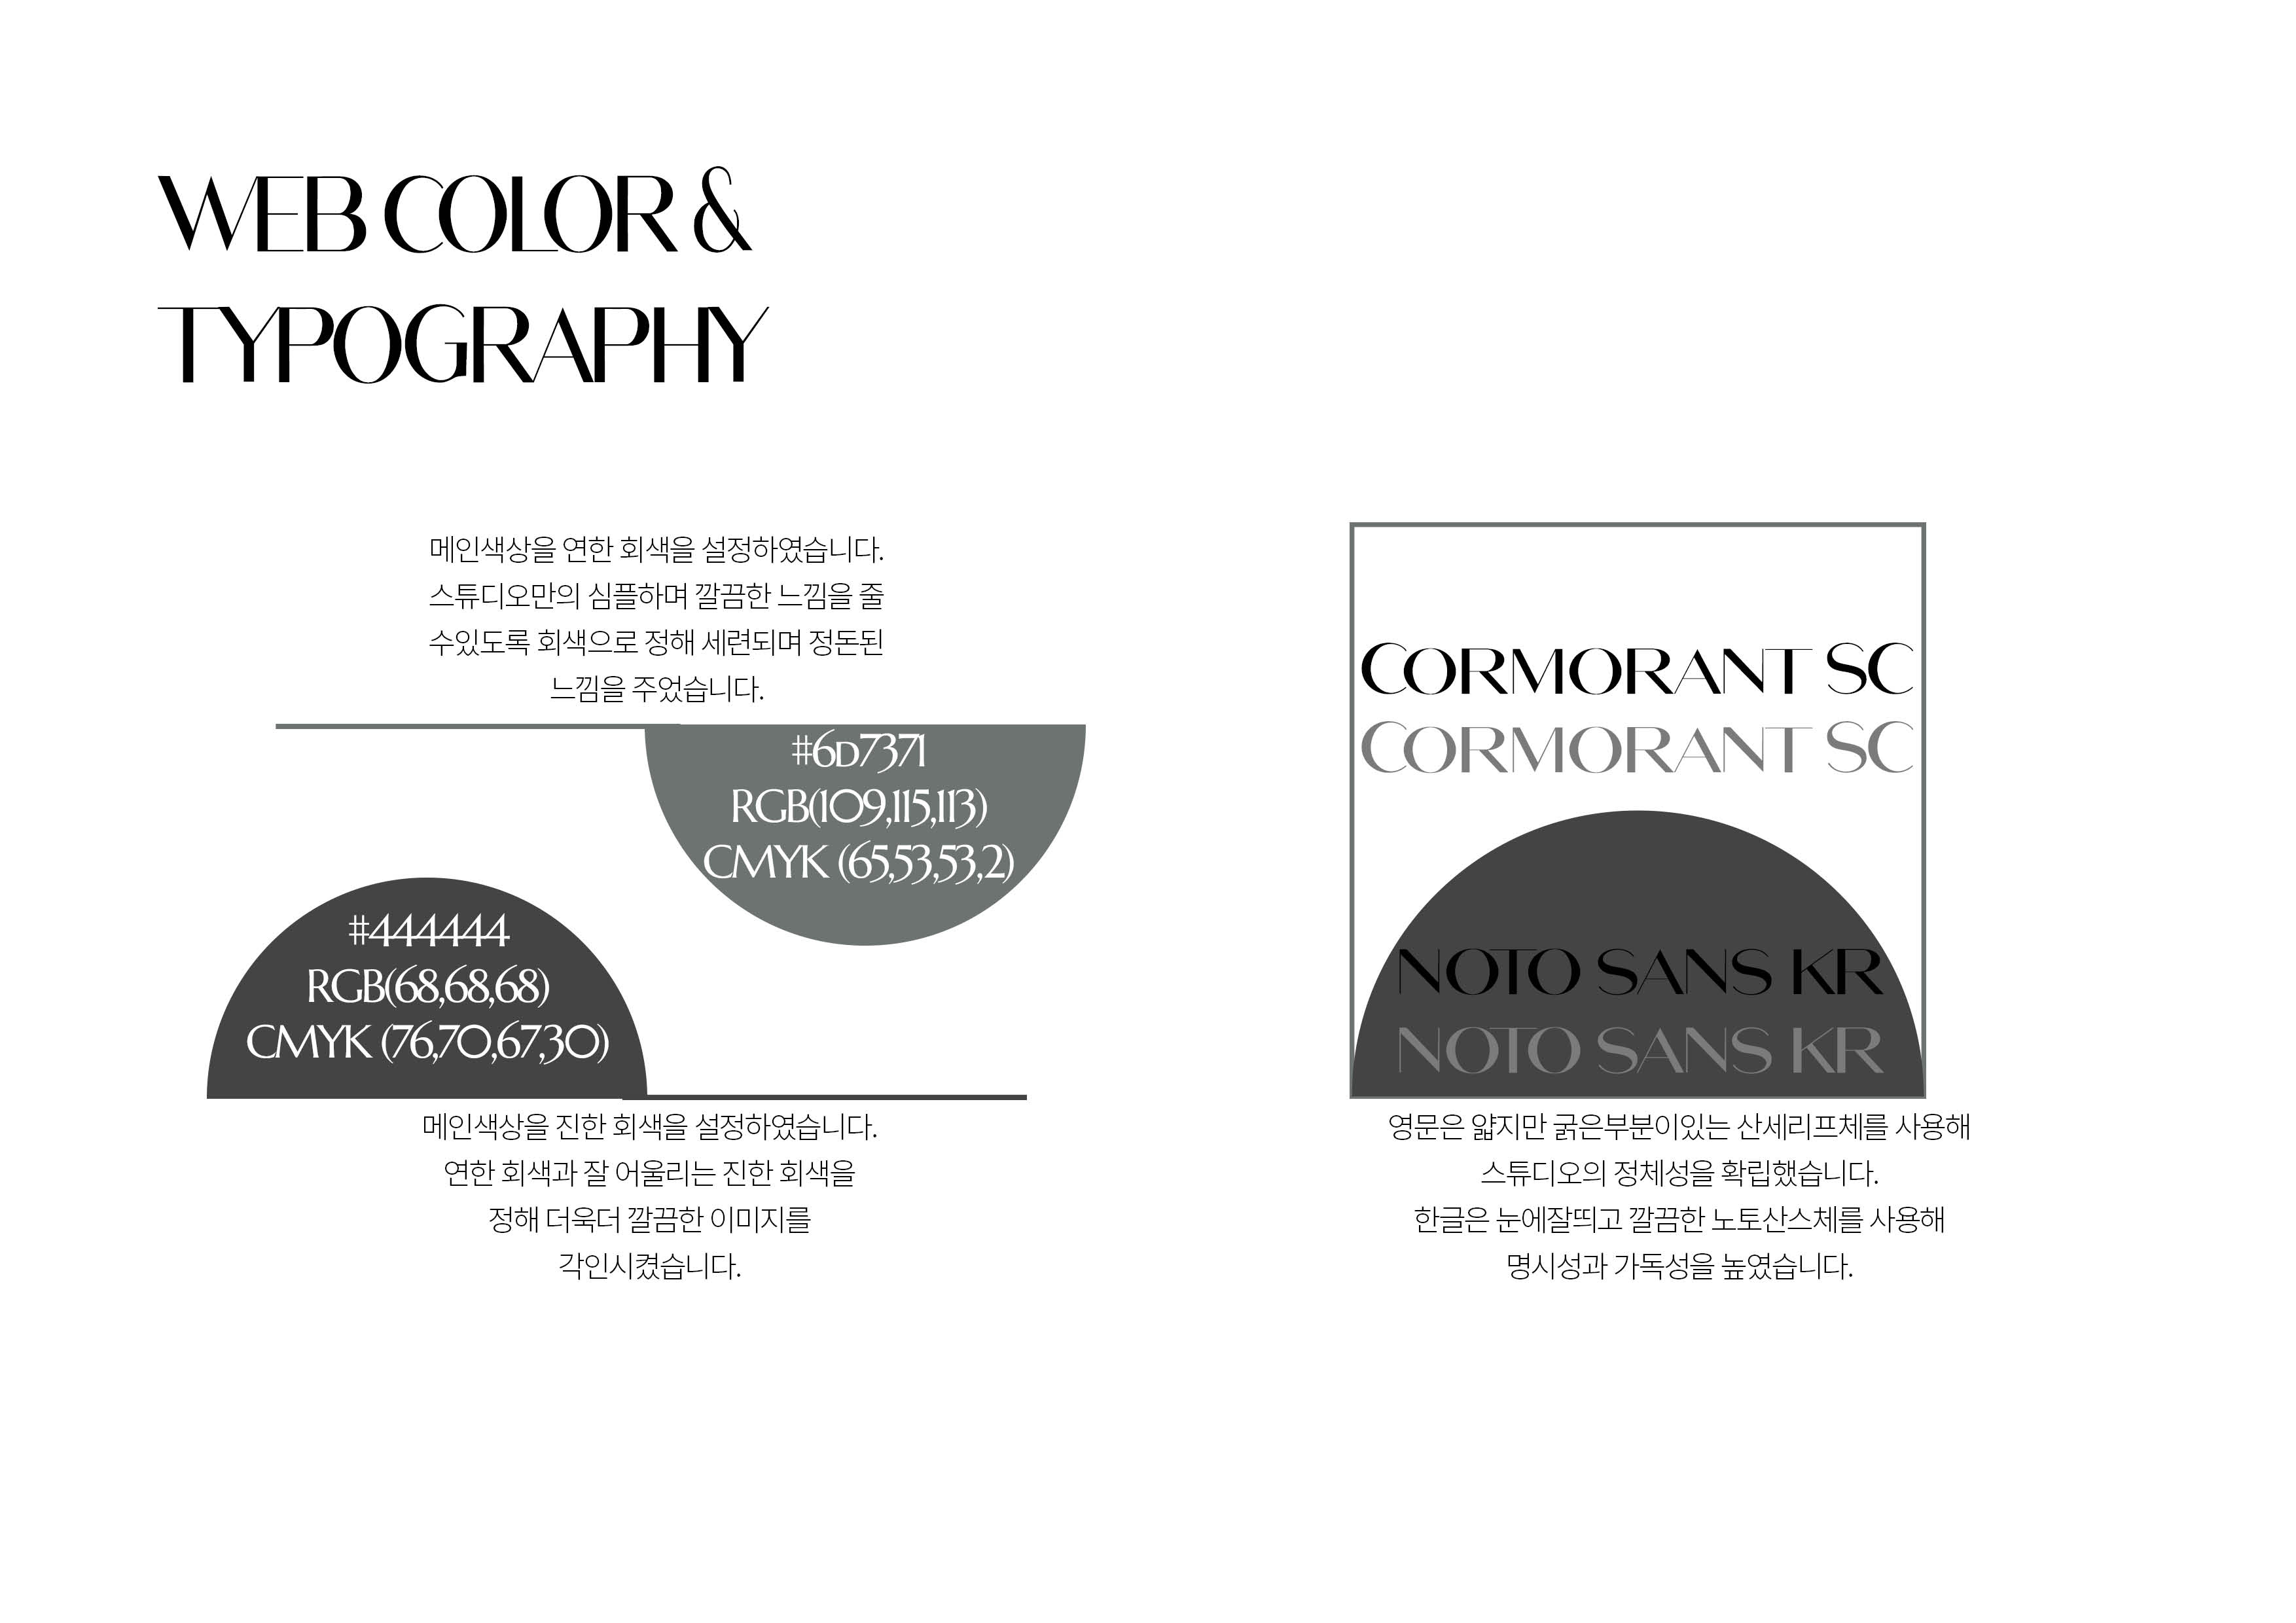 WEB COLOR &
TYPOGRAPHY
메인색상을 연한 회색을 설정하였습니다.
스튜디오만의 심플하며 깔끔한 느낌을 줄
수있도록 회색으로 정해 세련되며 정돈된
느낌을 주었습니다.
#6D7371
RGB(109,115,113)
CMYK (65,53,53,2)
#444444
RGB(68,68,68)
CMYK (76,70,67,30)
메인색상을 진한 회색을 설정하였습니다.
연한 회색과 잘 어울리는 진한 회색을
정해 더욱더 깔끔한 이미지를
각인시켰습니다.
CORMORANT SC
CORMORANT SC
NOTO SANS KR
NOTO SANS KR
영문은 얇지만 굵은부분이있는 산세리프체를 사용해
스튜디오의 정체성을 확립했습니다.
한글은 눈에잘띄고 깔끔한 노토산스체를 사용해
명시성과 가독성을 높였습니다.